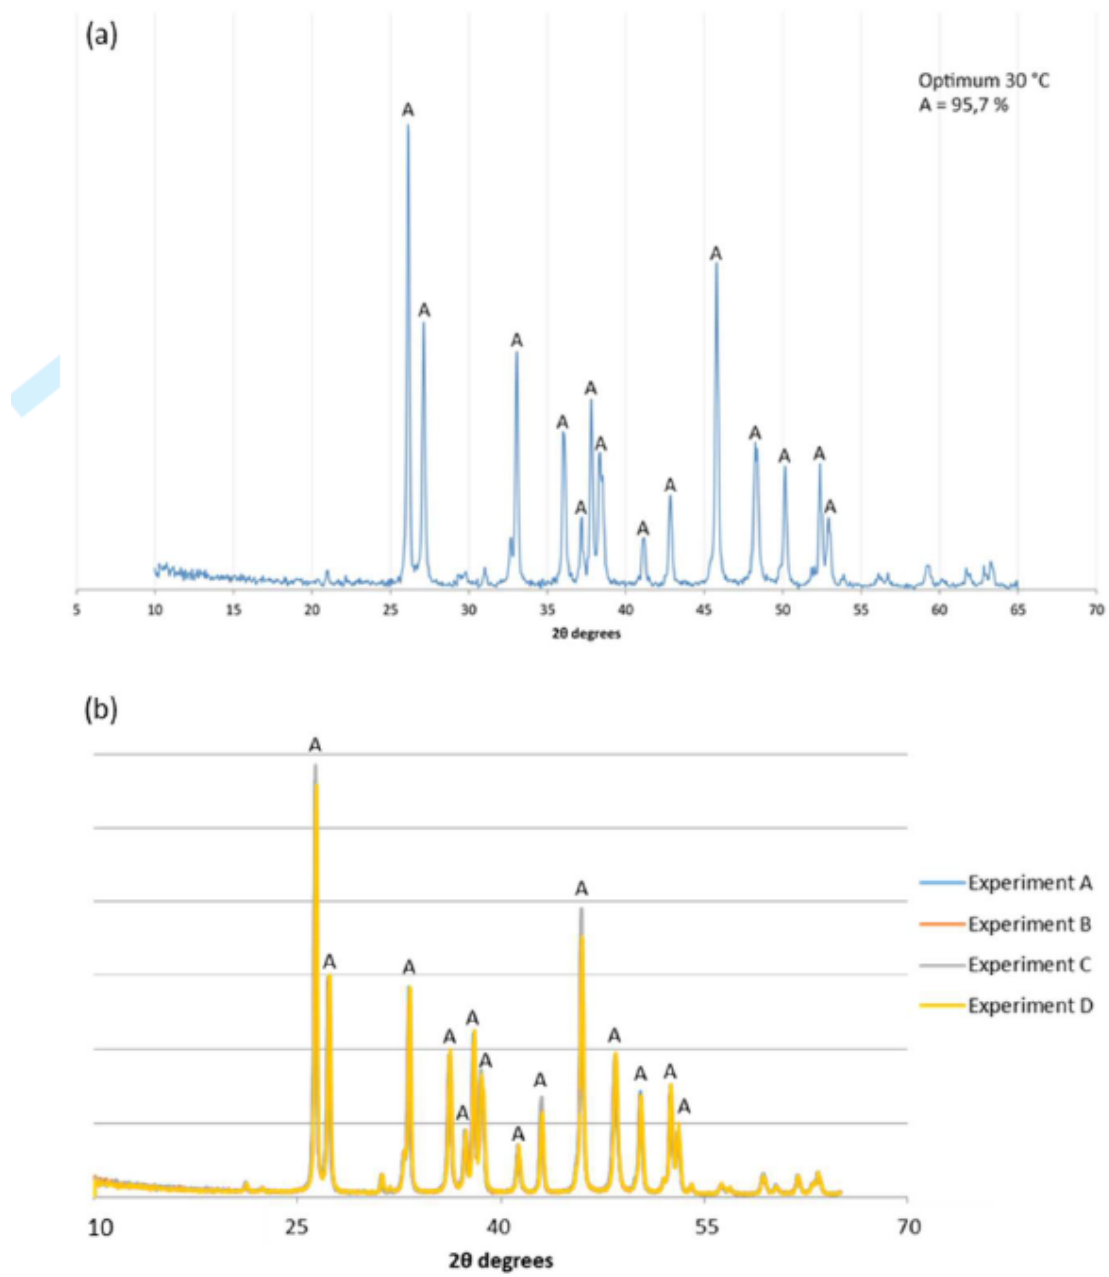 (a)
Optimum 30 °C
A = 95,7 %
A
A
A
A
A
A
A
A
A
A
A
A
A
A
5 10 15 20 25 30 35 40 45 50 55 60 65 70
2θ degrees
(b)
A
A
A
A
A
A
A
A
A
A
A
A
A
A
Experiment A
Experiment B
Experiment C
Experiment D
10 25 40 55 70
2θ degrees